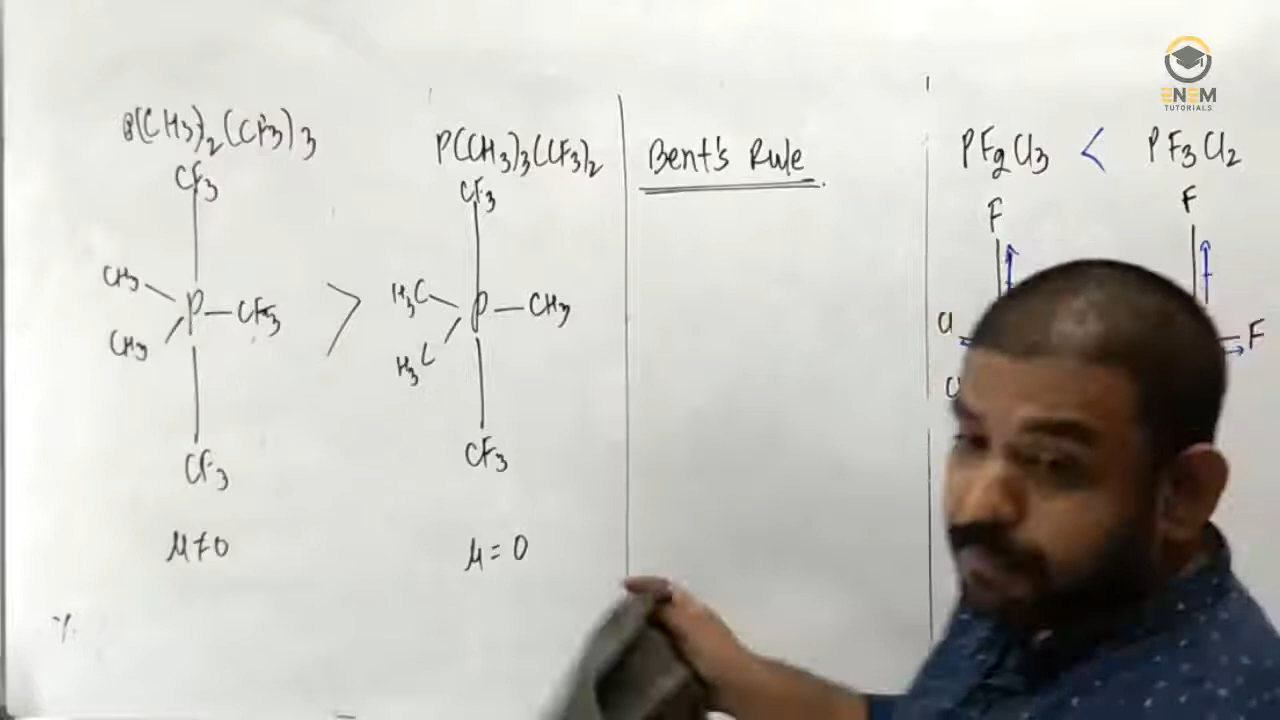 P(CH3)2(CF3)3
CF3
CH3
P
CF3
CH3
CF3
μ≠0
>
P(CH3)3(CF3)2
CF3
H3C
P
CH3
H3C
CF3
μ = 0
Bent's Rule
PF2Cl3 < PF3Cl2
F
Cl
F
F
ENEM
TUTORIALS